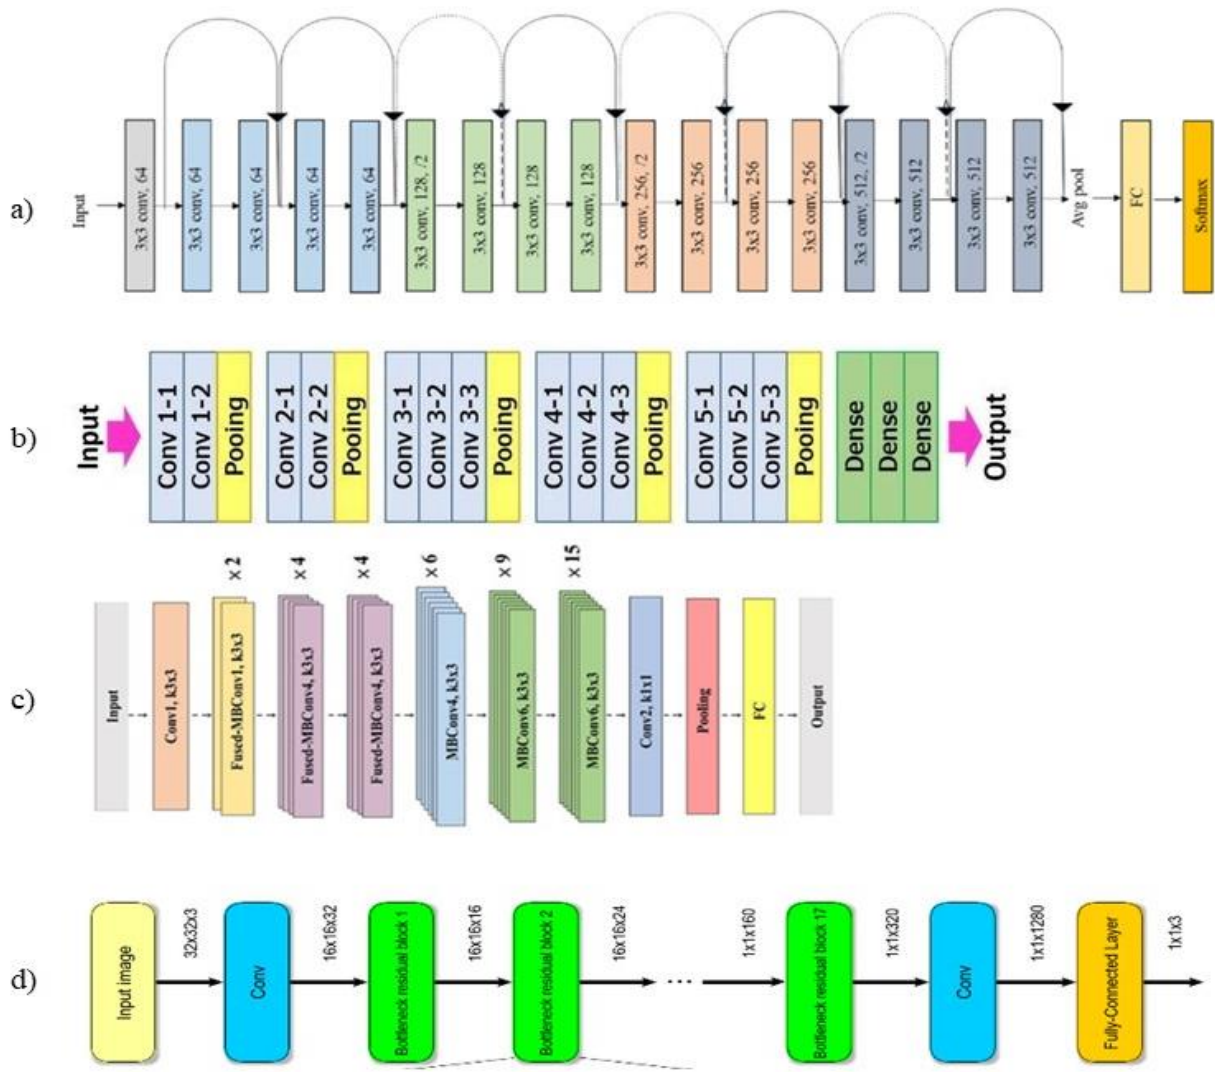 a)
Input
3x3 conv, 64
3x3 conv, 64
3x3 conv, 64
3x3 conv, 64
3x3 conv, 64
3x3 conv, 128, /2
3x3 conv, 128
3x3 conv, 128
3x3 conv, 128
3x3 conv, 256, /2
3x3 conv, 256
3x3 conv, 256
3x3 conv, 256
3x3 conv, 512, /2
3x3 conv, 512
3x3 conv, 512
3x3 conv, 512
Avg pool
FC
Softmax
b)
Input
Conv 1-1
Conv 1-2
Pooing
Conv 2-1
Conv 2-2
Pooing
Conv 3-1
Conv 3-2
Conv 3-3
Pooing
Conv 4-1
Conv 4-2
Conv 4-3
Pooing
Conv 5-1
Conv 5-2
Conv 5-3
Pooing
Dense
Dense
Dense
Output
c)
Input
Conv1, k3x3
Fused-MBConv1, k3x3
x 2
Fused-MBConv4, k3x3
x 4
Fused-MBConv4, k3x3
x 4
MBConv4, k3x3
x 6
MBConv6, k3x3
x 9
MBConv6, k3x3
x 15
Conv2, k1x1
Pooling
FC
Output
d)
Input image
32x32x3
Conv
16x16x32
Bottleneck residual block 1
16x16x16
Bottleneck residual block 2
16x16x24
...
1x1x160
Bottleneck residual block 17
1x1x320
Conv
1x1x1280
Fully-Connected Layer
1x1x3